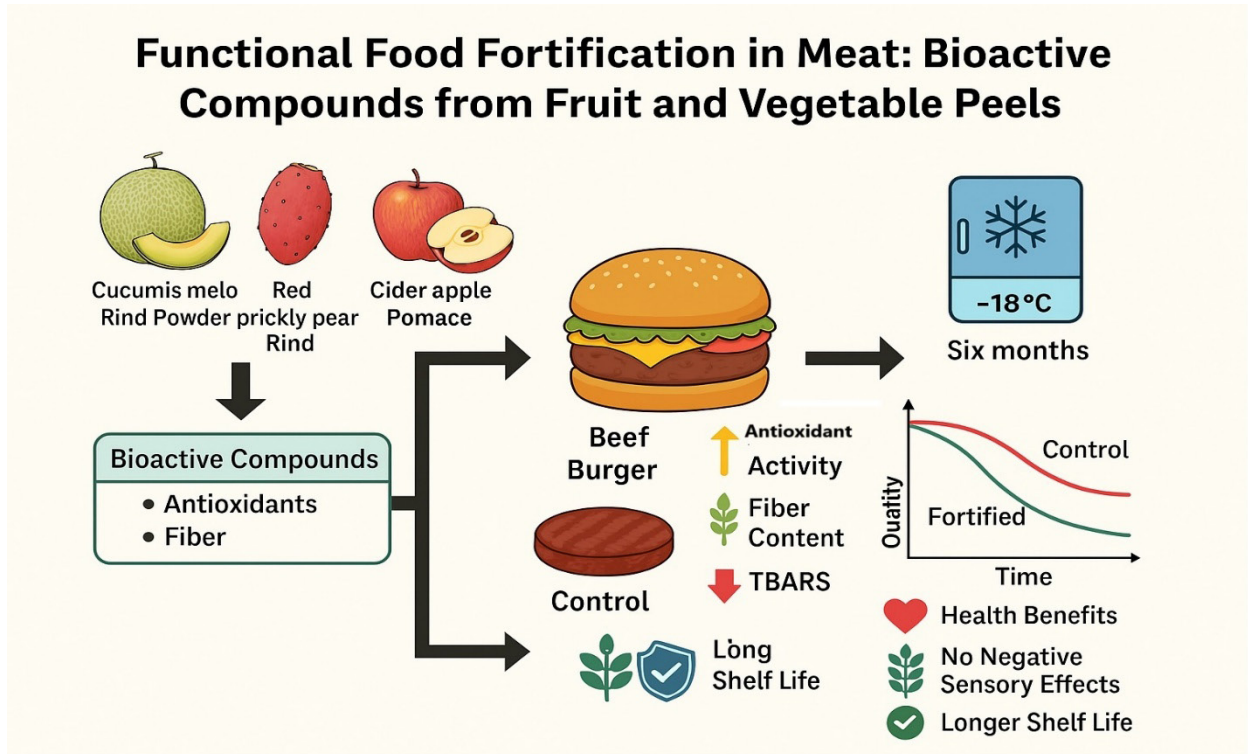 Functional Food Fortification in Meat: Bioactive
Compounds from Fruit and Vegetable Peels
Cucumis melo
Rind Powder
Red
prickly pear
Rind
Cider apple
Pomace
Bioactive Compounds
• Antioxidants
• Fiber
Beef
Burger
Control
Antioxidant
Activity
Fiber
Content
TBARS
Long
Shelf Life
-18°C
Six months
Quatity
Control
Fortified
Time
Health Benefits
No Negative
Sensory Effects
Longer Shelf Life